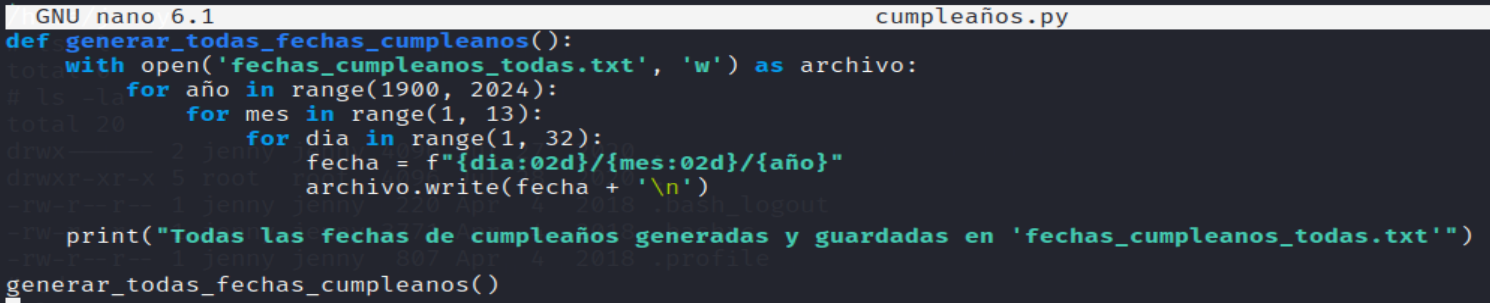 GNU nano 6.1 cumpleaños.py
def generar_todas_fechas_cumpleanos():
    with open('fechas_cumpleanos_todas.txt', 'w') as archivo:
        for año in range(1900, 2024):
            for mes in range(1, 13):
                for dia in range(1, 32):
                    fecha = f"{dia:02d}/{mes:02d}/{año}"
                    archivo.write(fecha + '\n')
    print("Todas las fechas de cumpleaños generadas y guardadas en 'fechas_cumpleanos_todas.txt'")
generar_todas_fechas_cumpleanos()